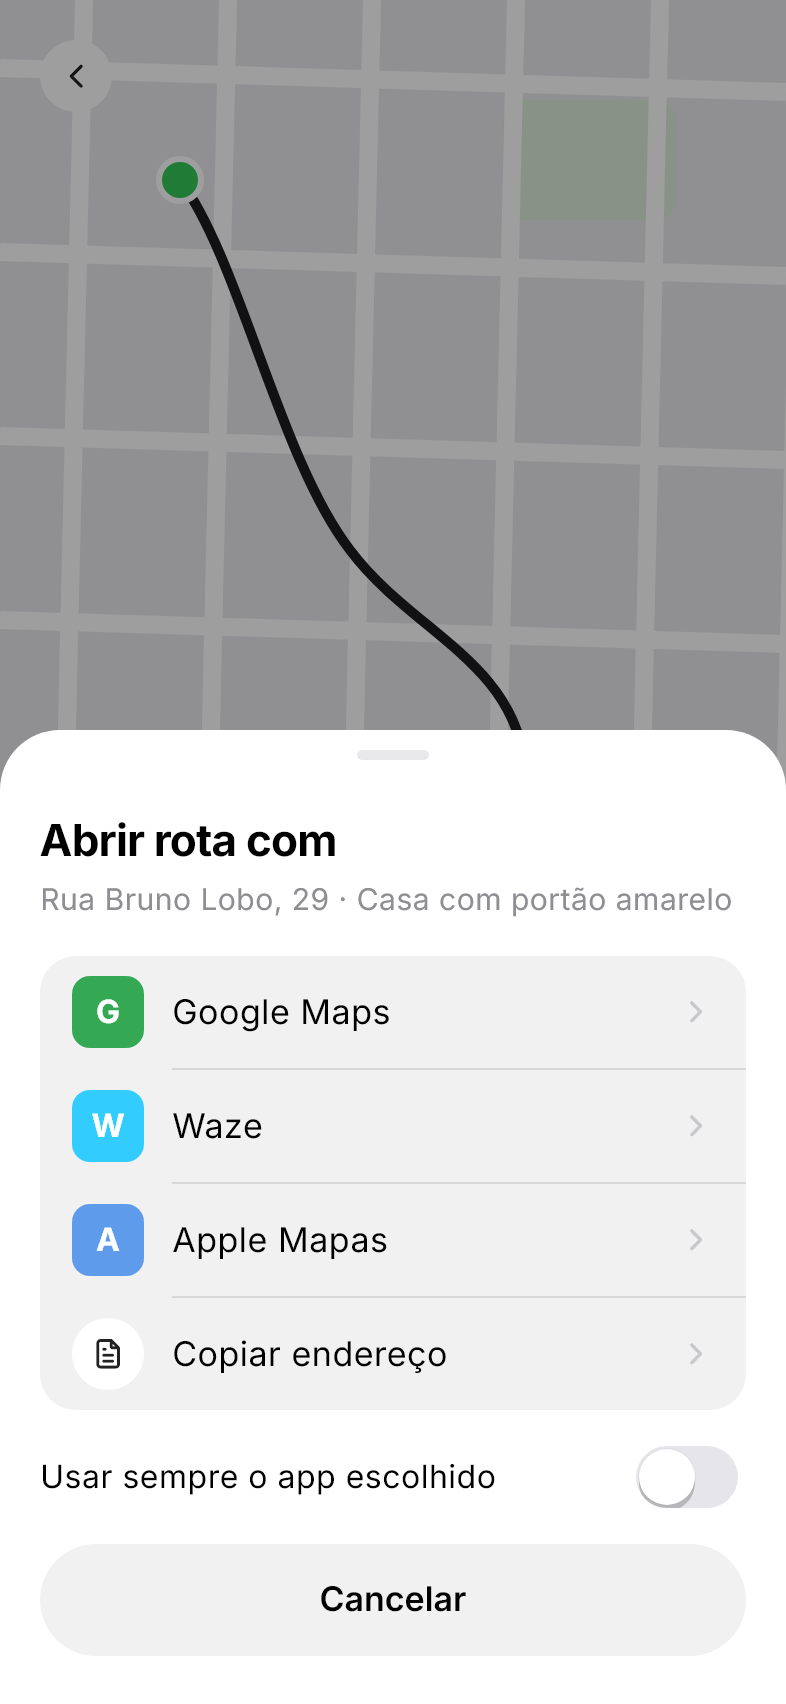 Abrir rota com
Rua Bruno Lobo, 29 · Casa com portão amarelo
G Google Maps
W Waze
A Apple Mapas
Copiar endereço
Usar sempre o app escolhido
Cancelar